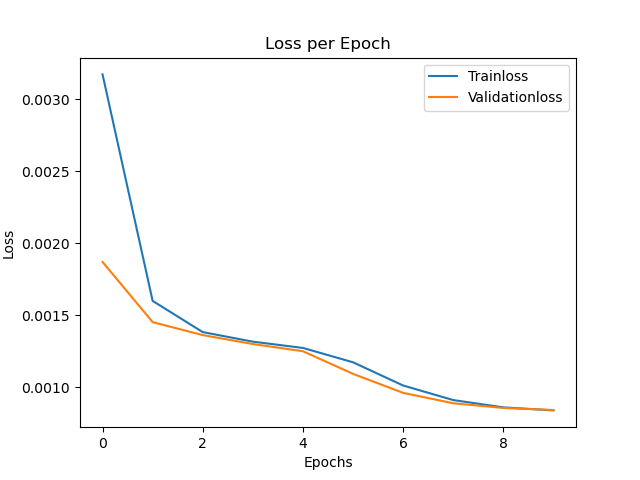 Loss per Epoch
Trainloss
Validationloss
0.0030
0.0025
0.0020
0.0015
0.0010
Loss
0 2 4 6 8
Epochs